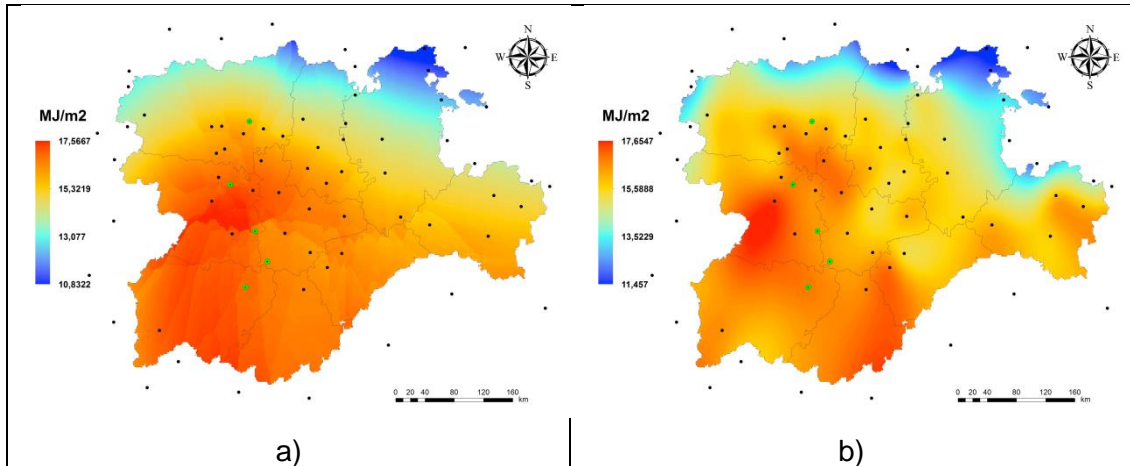 N
W E
S
MJ/m2
17,5667
15,3219
13,077
10,8322
0 20 40 80 120 160
km
a)
N
W E
S
MJ/m2
17,6547
15,5888
13,5229
11,457
0 20 40 80 120 160
km
b)